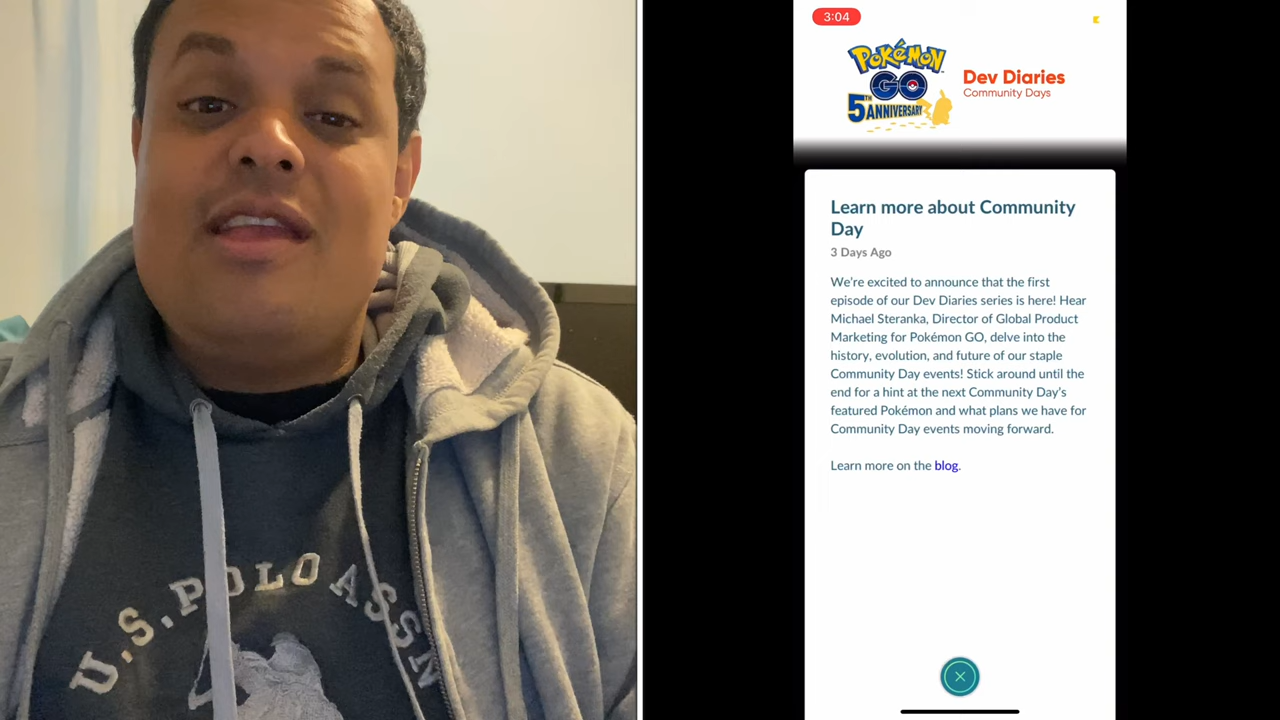 U.S. POLO ASSN
3:04
POKÉMON
GO
5TH
ANNIVERSARY
Dev Diaries
Community Days
Learn more about Community
Day
3 Days Ago
We're excited to announce that the first
episode of our Dev Diaries series is here! Hear
Michael Steranka, Director of Global Product
Marketing for Pokémon GO, delve into the
history, evolution, and future of our staple
Community Day events! Stick around until the
end for a hint at the next Community Day's
featured Pokémon and what plans we have for
Community Day events moving forward.
Learn more on the blog.